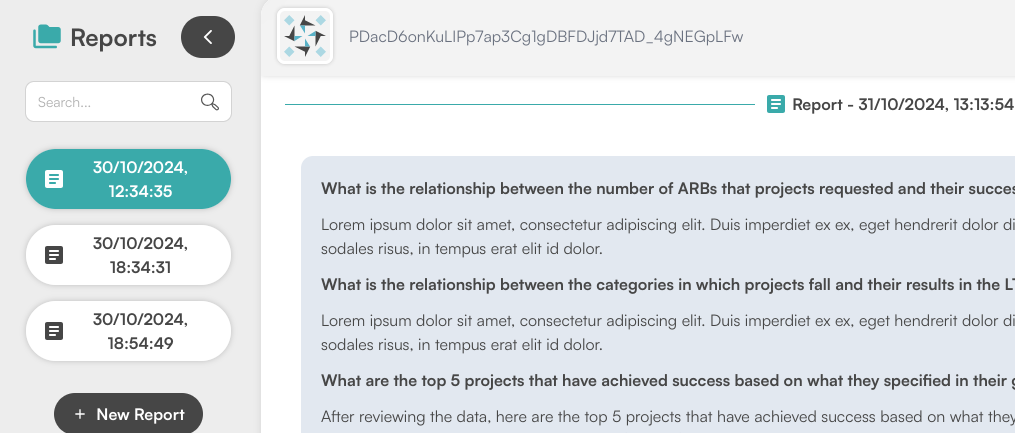 Reports
Search...
30/10/2024,
12:34:35
30/10/2024,
18:34:31
30/10/2024,
18:54:49
+ New Report
PDacD6onKuLIPp7ap3Cg1gDBFDJjd7TAD_4gNEGpLFw
Report - 31/10/2024, 13:13:54
What is the relationship between the number of ARBs that projects requested and their succes
Lorem ipsum dolor sit amet, consectetur adipiscing elit. Duis imperdiet ex ex, eget hendrerit dolor di
sodales risus, in tempus erat elit id dolor.
What is the relationship between the categories in which projects fall and their results in the LT
Lorem ipsum dolor sit amet, consectetur adipiscing elit. Duis imperdiet ex ex, eget hendrerit dolor di
sodales risus, in tempus erat elit id dolor.
What are the top 5 projects that have achieved success based on what they specified in their g
After reviewing the data, here are the top 5 projects that have achieved success based on what they